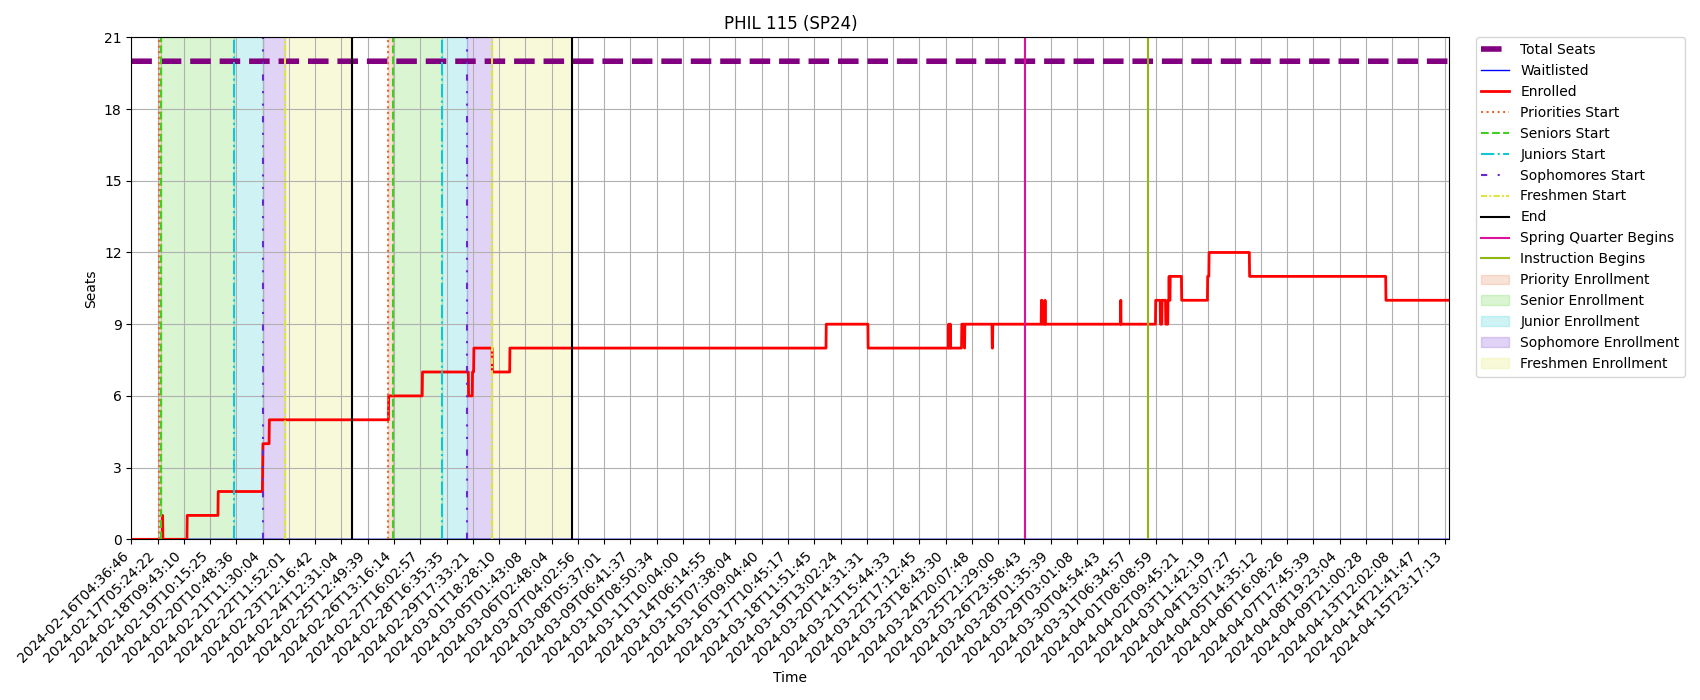 PHIL 115 (SP24)
21
18
15
12
9
6
3
0
Seats
2024-02-16T04:36:46
2024-02-17T05:24:22
2024-02-18T09:43:10
2024-02-19T10:15:25
2024-02-20T10:48:36
2024-02-21T11:30:04
2024-02-22T11:52:01
2024-02-23T12:16:42
2024-02-24T12:31:04
2024-02-25T12:49:39
2024-02-26T13:16:14
2024-02-27T16:02:57
2024-02-28T16:35:35
2024-02-29T17:33:21
2024-03-01T18:28:10
2024-03-05T01:43:08
2024-03-06T02:48:04
2024-03-07T04:02:56
2024-03-08T05:37:01
2024-03-09T06:41:37
2024-03-10T08:50:34
2024-03-11T10:04:00
2024-03-14T06:14:55
2024-03-15T07:38:04
2024-03-16T09:04:40
2024-03-17T10:45:17
2024-03-18T11:51:45
2024-03-19T13:02:24
2024-03-20T14:31:31
2024-03-21T15:44:33
2024-03-22T17:12:45
2024-03-23T18:43:30
2024-03-24T20:07:48
2024-03-25T21:29:00
2024-03-26T23:58:43
2024-03-28T01:35:39
2024-03-29T03:01:08
2024-03-30T04:54:43
2024-03-31T06:34:57
2024-04-01T08:08:59
2024-04-02T09:45:21
2024-04-03T11:42:19
2024-04-04T13:07:27
2024-04-05T14:35:12
2024-04-06T16:08:26
2024-04-07T17:45:39
2024-04-08T19:23:04
2024-04-09T21:00:28
2024-04-13T12:02:08
2024-04-14T21:41:47
2024-04-15T23:17:13
Time
Total Seats
Waitlisted
Enrolled
Priorities Start
Seniors Start
Juniors Start
Sophomores Start
Freshmen Start
End
Spring Quarter Begins
Instruction Begins
Priority Enrollment
Senior Enrollment
Junior Enrollment
Sophomore Enrollment
Freshmen Enrollment